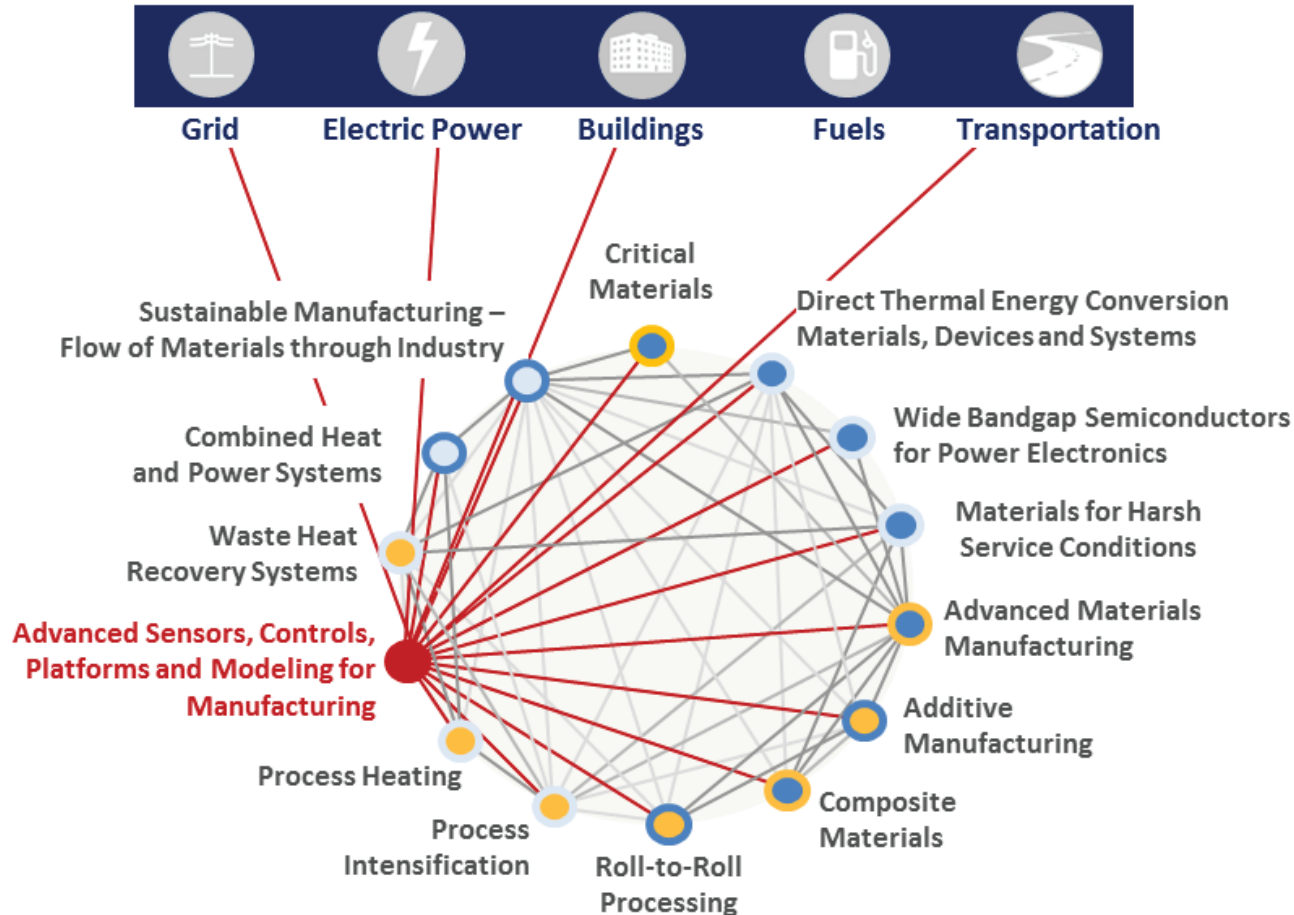 Grid
Electric Power
Buildings
Fuels
Transportation
Critical
Materials
Sustainable Manufacturing –
Flow of Materials through Industry
Direct Thermal Energy Conversion
Materials, Devices and Systems
Combined Heat
and Power Systems
Wide Bandgap Semiconductors
for Power Electronics
Waste Heat
Recovery Systems
Materials for Harsh
Service Conditions
Advanced Sensors, Controls,
Platforms and Modeling for
Manufacturing
Advanced Materials
Manufacturing
Process Heating
Additive
Manufacturing
Process
Intensification
Composite
Materials
Roll-to-Roll
Processing